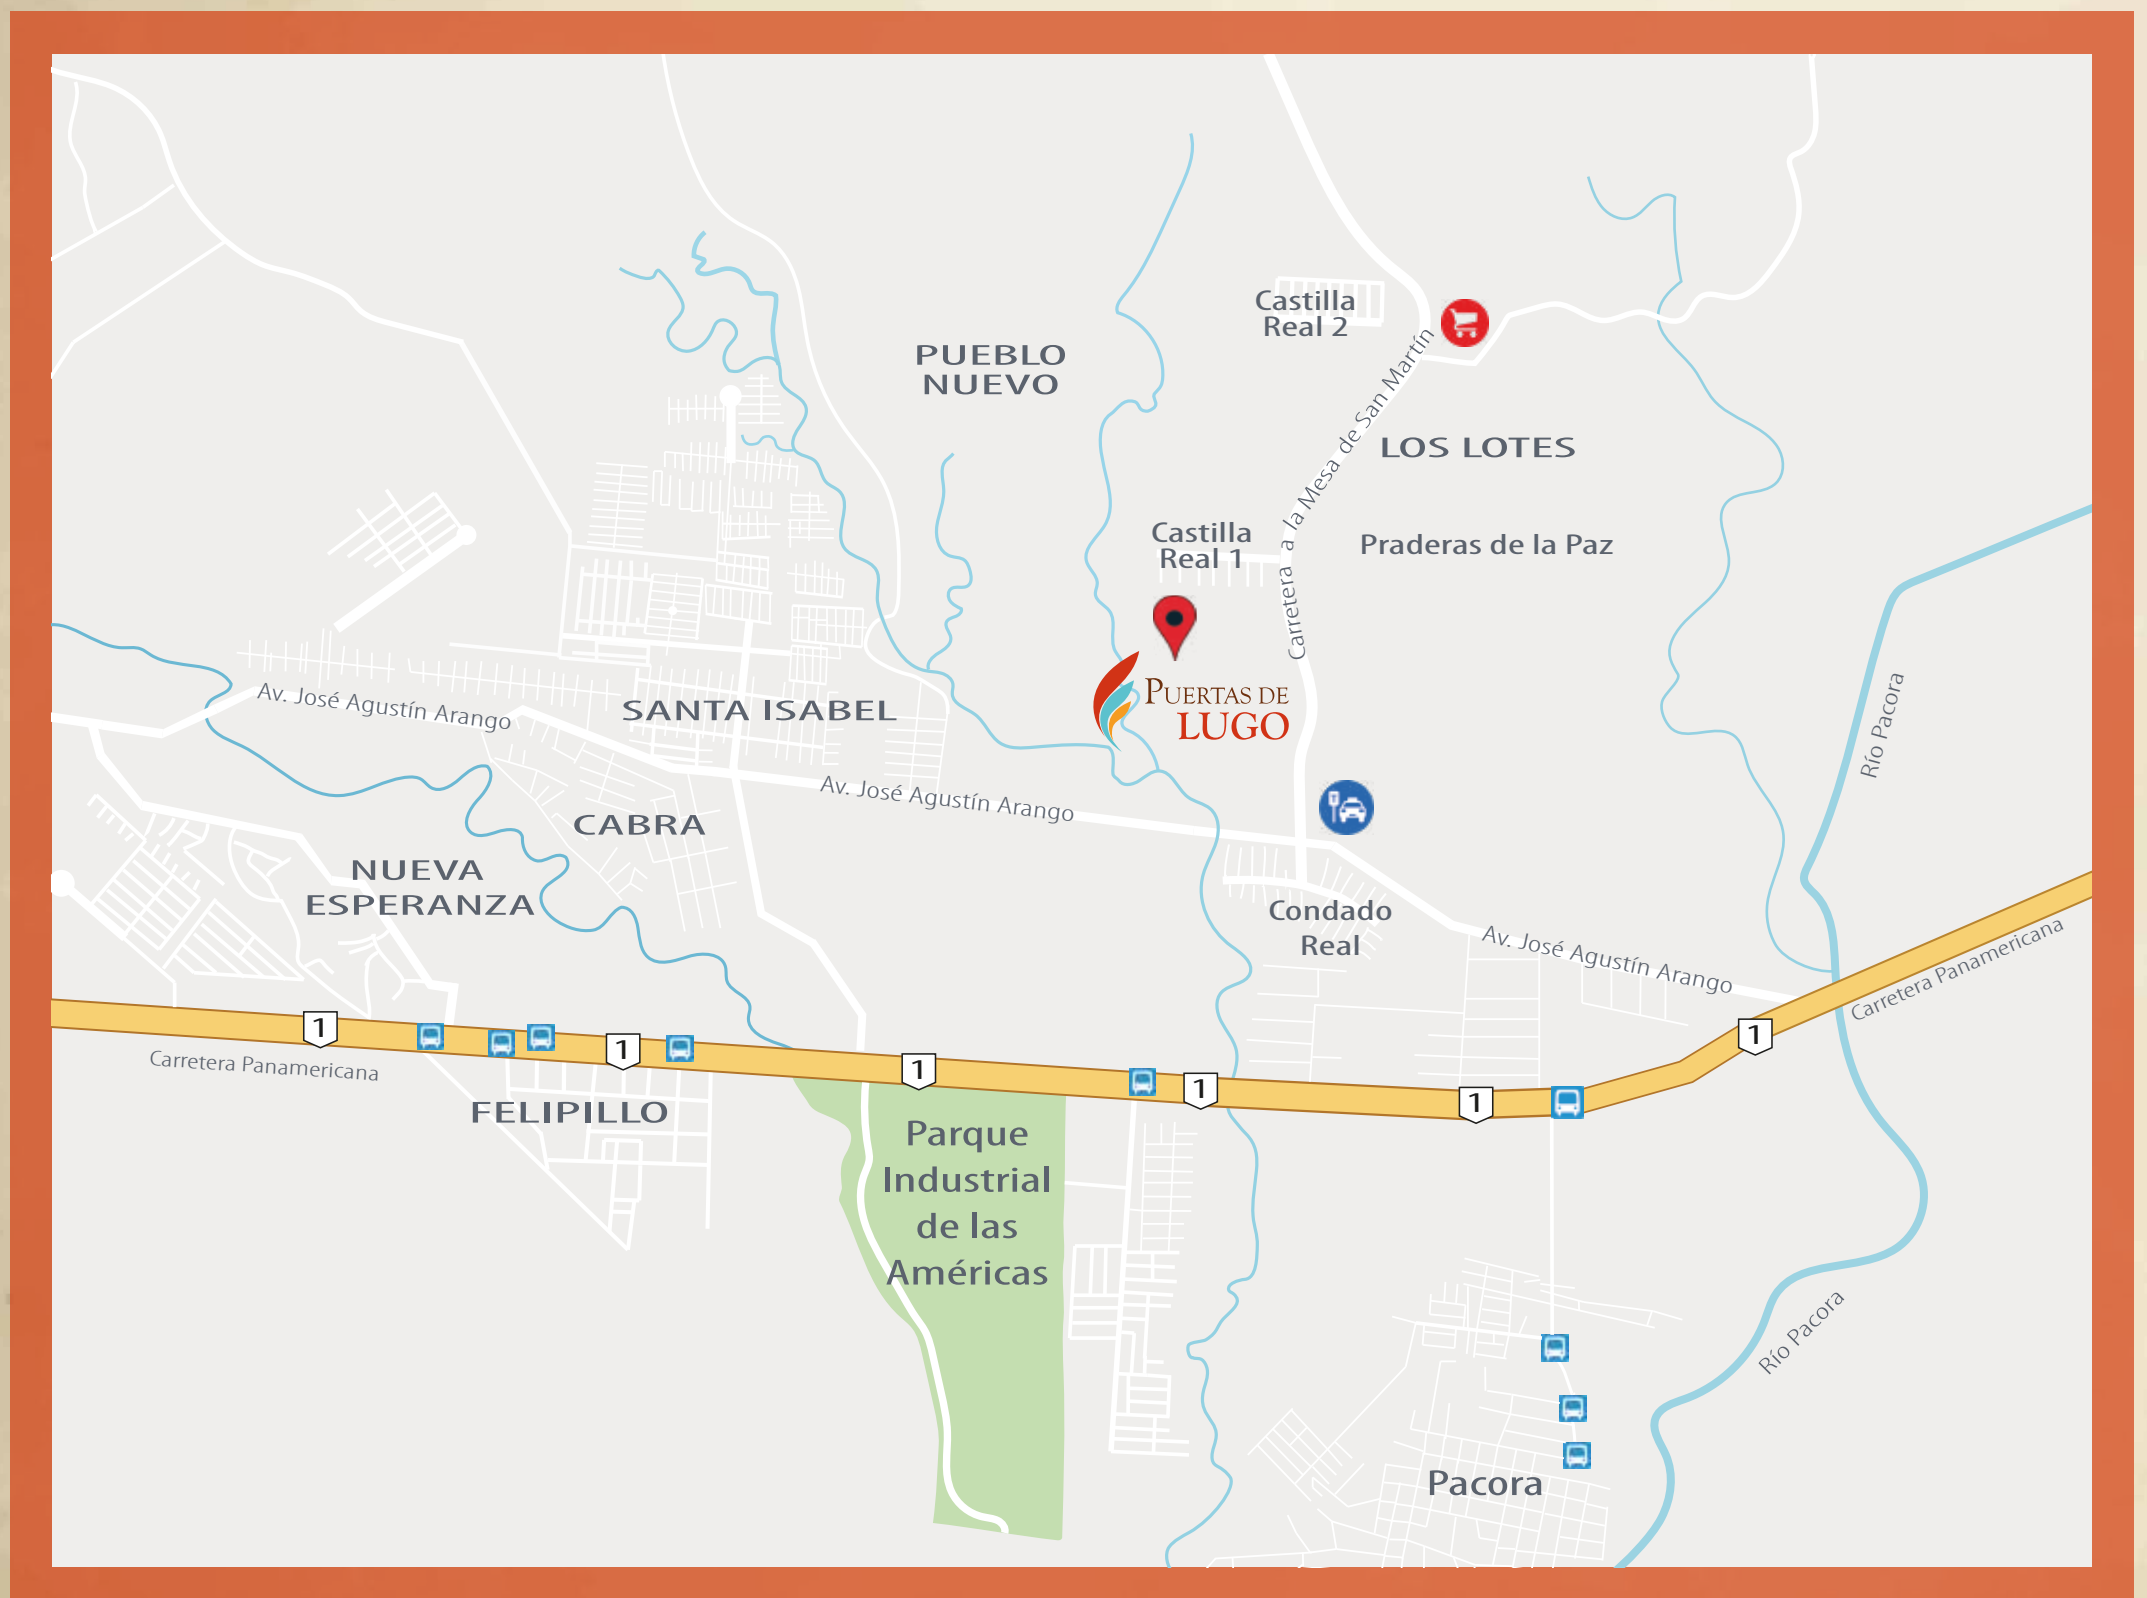 Castilla
Real 2
PUEBLO
NUEVO
Carretera a la Mesa de San Martín
LOS LOTES
Castilla
Real 1
Praderas de la Paz
PUERTAS DE
LUGO
Av. José Agustín Arango
SANTA ISABEL
Río Pacora
Av. José Agustín Arango
CABRA
NUEVA
ESPERANZA
Condado
Real
Av. José Agustín Arango
Carretera Panamericana
1
1
1
1
1
1
Carretera Panamericana
FELIPILLO
Parque
Industrial
de las
Américas
Río Pacora
Pacora